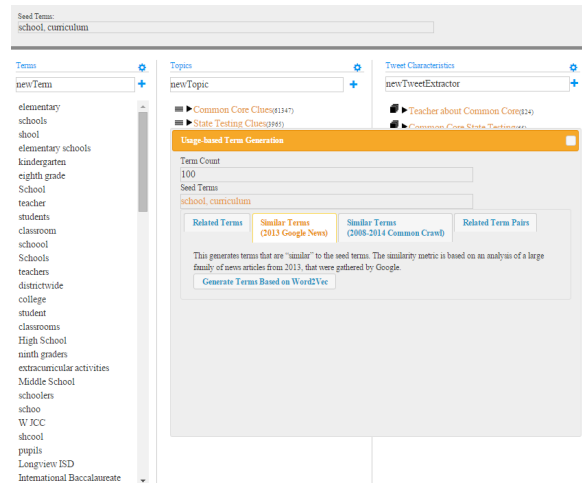 Seed Terms:
school, curriculum
Terms
newTerm
elementary
schools
shool
elementary schools
kindergarten
eighth grade
School
teacher
students
classroom
schoool
Schools
teachers
districtwide
college
student
classrooms
High School
ninth graders
extracurricular activities
Middle School
schoolers
schoo
WJCC
shcool
pupils
Longview ISD
International Baccalaureate
Topics
newTopic
Common Core Clues(81347)
State Testing Clues(3965)
Tweet Characteristics
newTweetExtractor
Teacher about Common Core(824)
Common Core State Testing
Usage-based Term Generation
Term Count
100
Seed Terms
school, curriculum
Related Terms
Similar Terms
(2013 Google News)
Similar Terms
(2008-2014 Common Crawl)
Related Term Pairs
This generates terms that are "similar" to the seed terms. The similarity metric is based on an analysis of a large
family of news articles from 2013, that were gathered by Google.
Generate Terms Based on Word2Vec